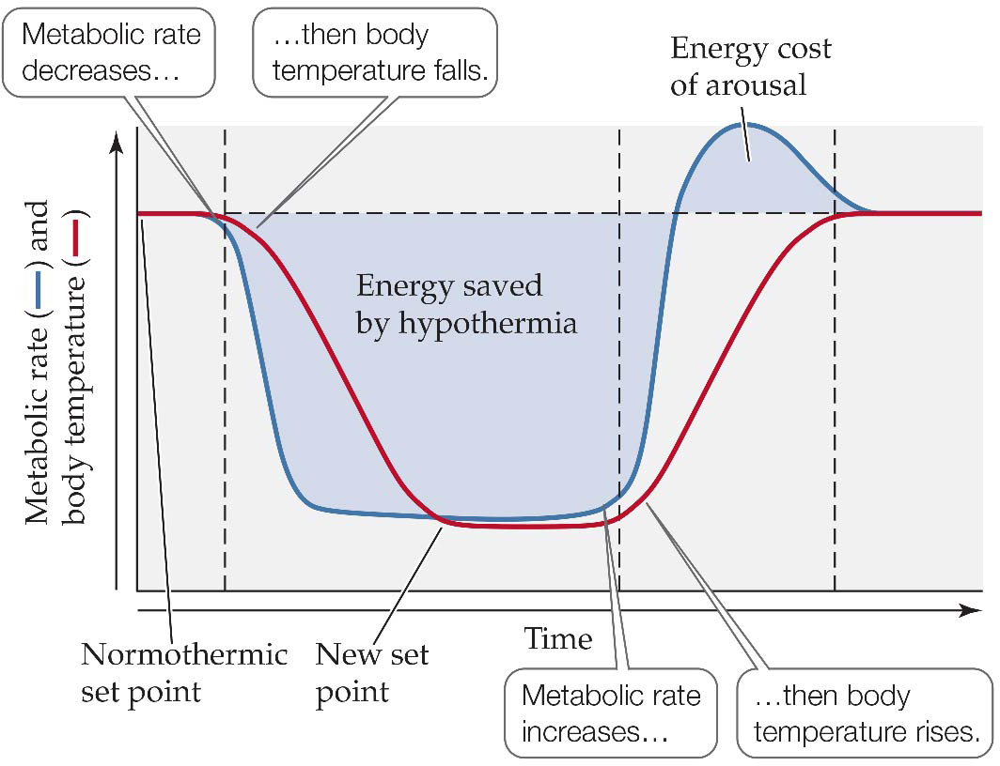 Metabolic rate
decreases…
…then body
temperature falls.
Energy cost
of arousal
Metabolic rate (—) and
body temperature (—)
Energy saved
by hypothermia
Normothermic
set point
New set
point
Time
Metabolic rate
increases…
…then body
temperature rises.